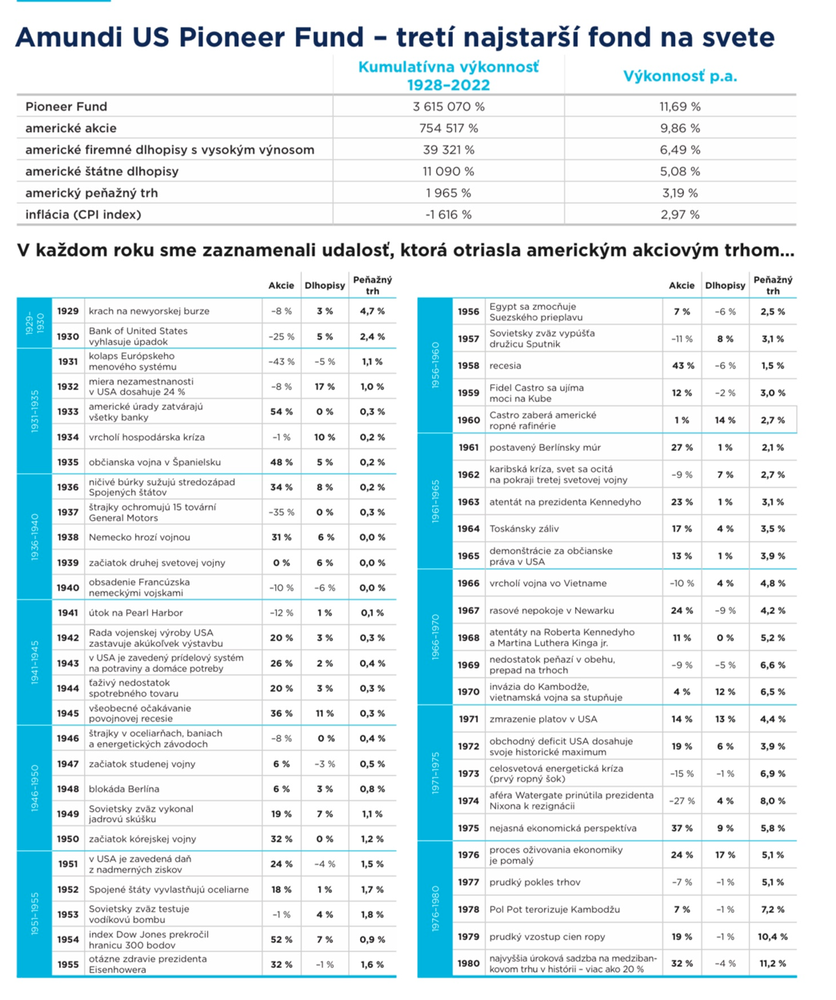 Amundi US Pioneer Fund – tretí najstarší fond na svete
Kumulatívna výkonnosť
1928–2022
Výkonnosť p.a.
Pioneer Fund 3 615 070 % 11,69 %
americké akcie 754 517 % 9,86 %
americké firemné dlhopisy s vysokým výnosom 39 321 % 6,49 %
americké štátne dlhopisy 11 090 % 5,08 %
americký peňažný trh 1 965 % 3,19 %
inflácia (CPI index) -1 616 % 2,97 %
V každom roku sme zaznamenali udalosť, ktorá otriasla americkým akciovým trhom...
Akcie Dlhopisy Peňažný
trh
1929–
1930
1929 krach na newyorskej burze –8 % 3 % 4,7 %
1930 Bank of United States
vyhlasuje úpadok –25 % 5 % 2,4 %
1931–1935
1931 kolaps Európskeho
menového systému –43 % –5 % 1,1 %
1932 miera nezamestnanosti
v USA dosahuje 24 % –8 % 17 % 1,0 %
1933 americké úrady zatvárajú
všetky banky 54 % 0 % 0,3 %
1934 vrcholí hospodárska kríza –1 % 10 % 0,2 %
1935 občianska vojna v Španielsku 48 % 5 % 0,2 %
1936–1940
1936 ničivé búrky sužujú stredozápad
Spojených štátov 34 % 8 % 0,2 %
1937 štrajky ochromujú 15 tovární
General Motors –35 % 0 % 0,3 %
1938 Nemecko hrozí vojnou 31 % 6 % 0,0 %
1939 začiatok druhej svetovej vojny 0 % 6 % 0,0 %
1940 obsadenie Francúzska
nemeckými vojskami –10 % –6 % 0,0 %
1941–1945
1941 útok na Pearl Harbor –12 % 1 % 0,1 %
1942 Rada vojenskej výroby USA
zastavuje akúkoľvek výstavbu 20 % 3 % 0,3 %
1943 v USA je zavedený prídelový systém
na potraviny a domáce potreby 26 % 2 % 0,4 %
1944 ťaživý nedostatok
spotrebného tovaru 20 % 3 % 0,3 %
1945 všeobecné očakávanie
povojnovej recesie 36 % 11 % 0,3 %
1946–1950
1946 štrajky v oceliarňach, baniach
a energetických závodoch –8 % 0 % 0,4 %
1947 začiatok studenej vojny 6 % –3 % 0,5 %
1948 blokáda Berlína 6 % 3 % 0,8 %
1949 Sovietsky zväz vykonal
jadrovú skúšku 19 % 7 % 1,1 %
1950 začiatok kórejskej vojny 32 % 0 % 1,2 %
1951–1955
1951 v USA je zavedená daň
z nadmerných ziskov 24 % –4 % 1,5 %
1952 Spojené štáty vyvlastňujú oceliarne 18 % 1 % 1,7 %
1953 Sovietsky zväz testuje
vodíkovú bombu –1 % 4 % 1,8 %
1954 index Dow Jones prekročil
hranicu 300 bodov 52 % 7 % 0,9 %
1955 otázne zdravie prezidenta
Eisenhowera 32 % –1 % 1,6 %
Akcie Dlhopisy Peňažný
trh
1956–1960
1956 Egypt sa zmocňuje
Suezského prieplavu 7 % –6 % 2,5 %
1957 Sovietsky zväz vypúšťa
družicu Sputnik –11 % 8 % 3,1 %
1958 recesia 43 % –6 % 1,5 %
1959 Fidel Castro sa ujíma
moci na Kube 12 % –2 % 3,0 %
1960 Castro zaberá americké
ropné rafinérie 1 % 14 % 2,7 %
1961–1965
1961 postavený Berlínsky múr 27 % 1 % 2,1 %
1962 karibská kríza, svet sa ocitá
na pokraji tretej svetovej vojny –9 % 7 % 2,7 %
1963 atentát na prezidenta Kennedyho 23 % 1 % 3,1 %
1964 Toskánsky záliv 17 % 4 % 3,5 %
1965 demonštrácie za občianske
práva v USA 13 % 1 % 3,9 %
1966–1970
1966 vrcholí vojna vo Vietname –10 % 4 % 4,8 %
1967 rasové nepokoje v Newarku 24 % –9 % 4,2 %
1968 atentáty na Roberta Kennedyho
a Martina Luthera Kinga jr. 11 % 0 % 5,2 %
1969 nedostatok peňazí v obehu,
prepad na trhoch –9 % –5 % 6,6 %
1970 invázia do Kambodže,
vietnamská vojna sa stupňuje 4 % 12 % 6,5 %
1971–1975
1971 zmrazenie platov v USA 14 % 13 % 4,4 %
1972 obchodný deficit USA dosahuje
svoje historické maximum 19 % 6 % 3,9 %
1973 celosvetová energetická kríza
(prvý ropný šok) –15 % –1 % 6,9 %
1974 aféra Watergate prinútila prezidenta
Nixona k rezignácii –27 % 4 % 8,0 %
1975 nejasná ekonomická perspektíva 37 % 9 % 5,8 %
1976–1980
1976 proces oživovania ekonomiky
je pomalý 24 % 17 % 5,1 %
1977 prudký pokles trhov –7 % –1 % 5,1 %
1978 Pol Pot terorizuje Kambodžu 7 % –1 % 7,2 %
1979 prudký vzostup cien ropy 19 % –1 % 10,4 %
1980 najvyššia úroková sadzba na medziban-
kovom trhu v histórii – viac ako 20 % 32 % –4 % 11,2 %